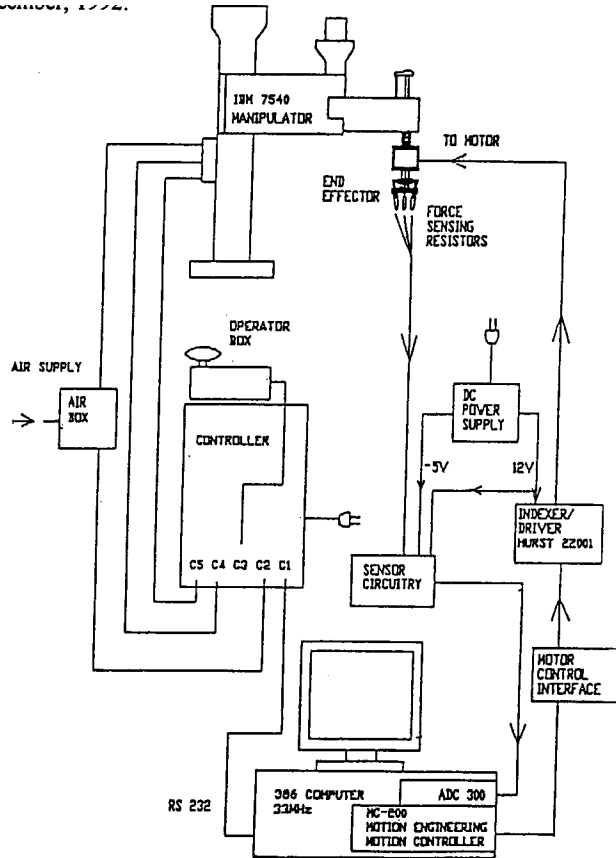 1992.
IBM 7540
MANIPULATOR
TO MOTOR
END
EFFECTOR
FORCE
SENSING
RESISTORS
OPERATOR
BOX
AIR SUPPLY
AIR
BOX
DC
POWER
SUPPLY
CONTROLLER
-5V
12V
INDEXER/
DRIVER
HURST 22001
C5 C4 C3 C2 C1
SENSOR
CIRCUITRY
MOTOR
CONTROL
INTERFACE
RS 232
386 COMPUTER
33MHz
ADC 300
MC-200
MOTION ENGINEERING
MOTION CONTROLLER